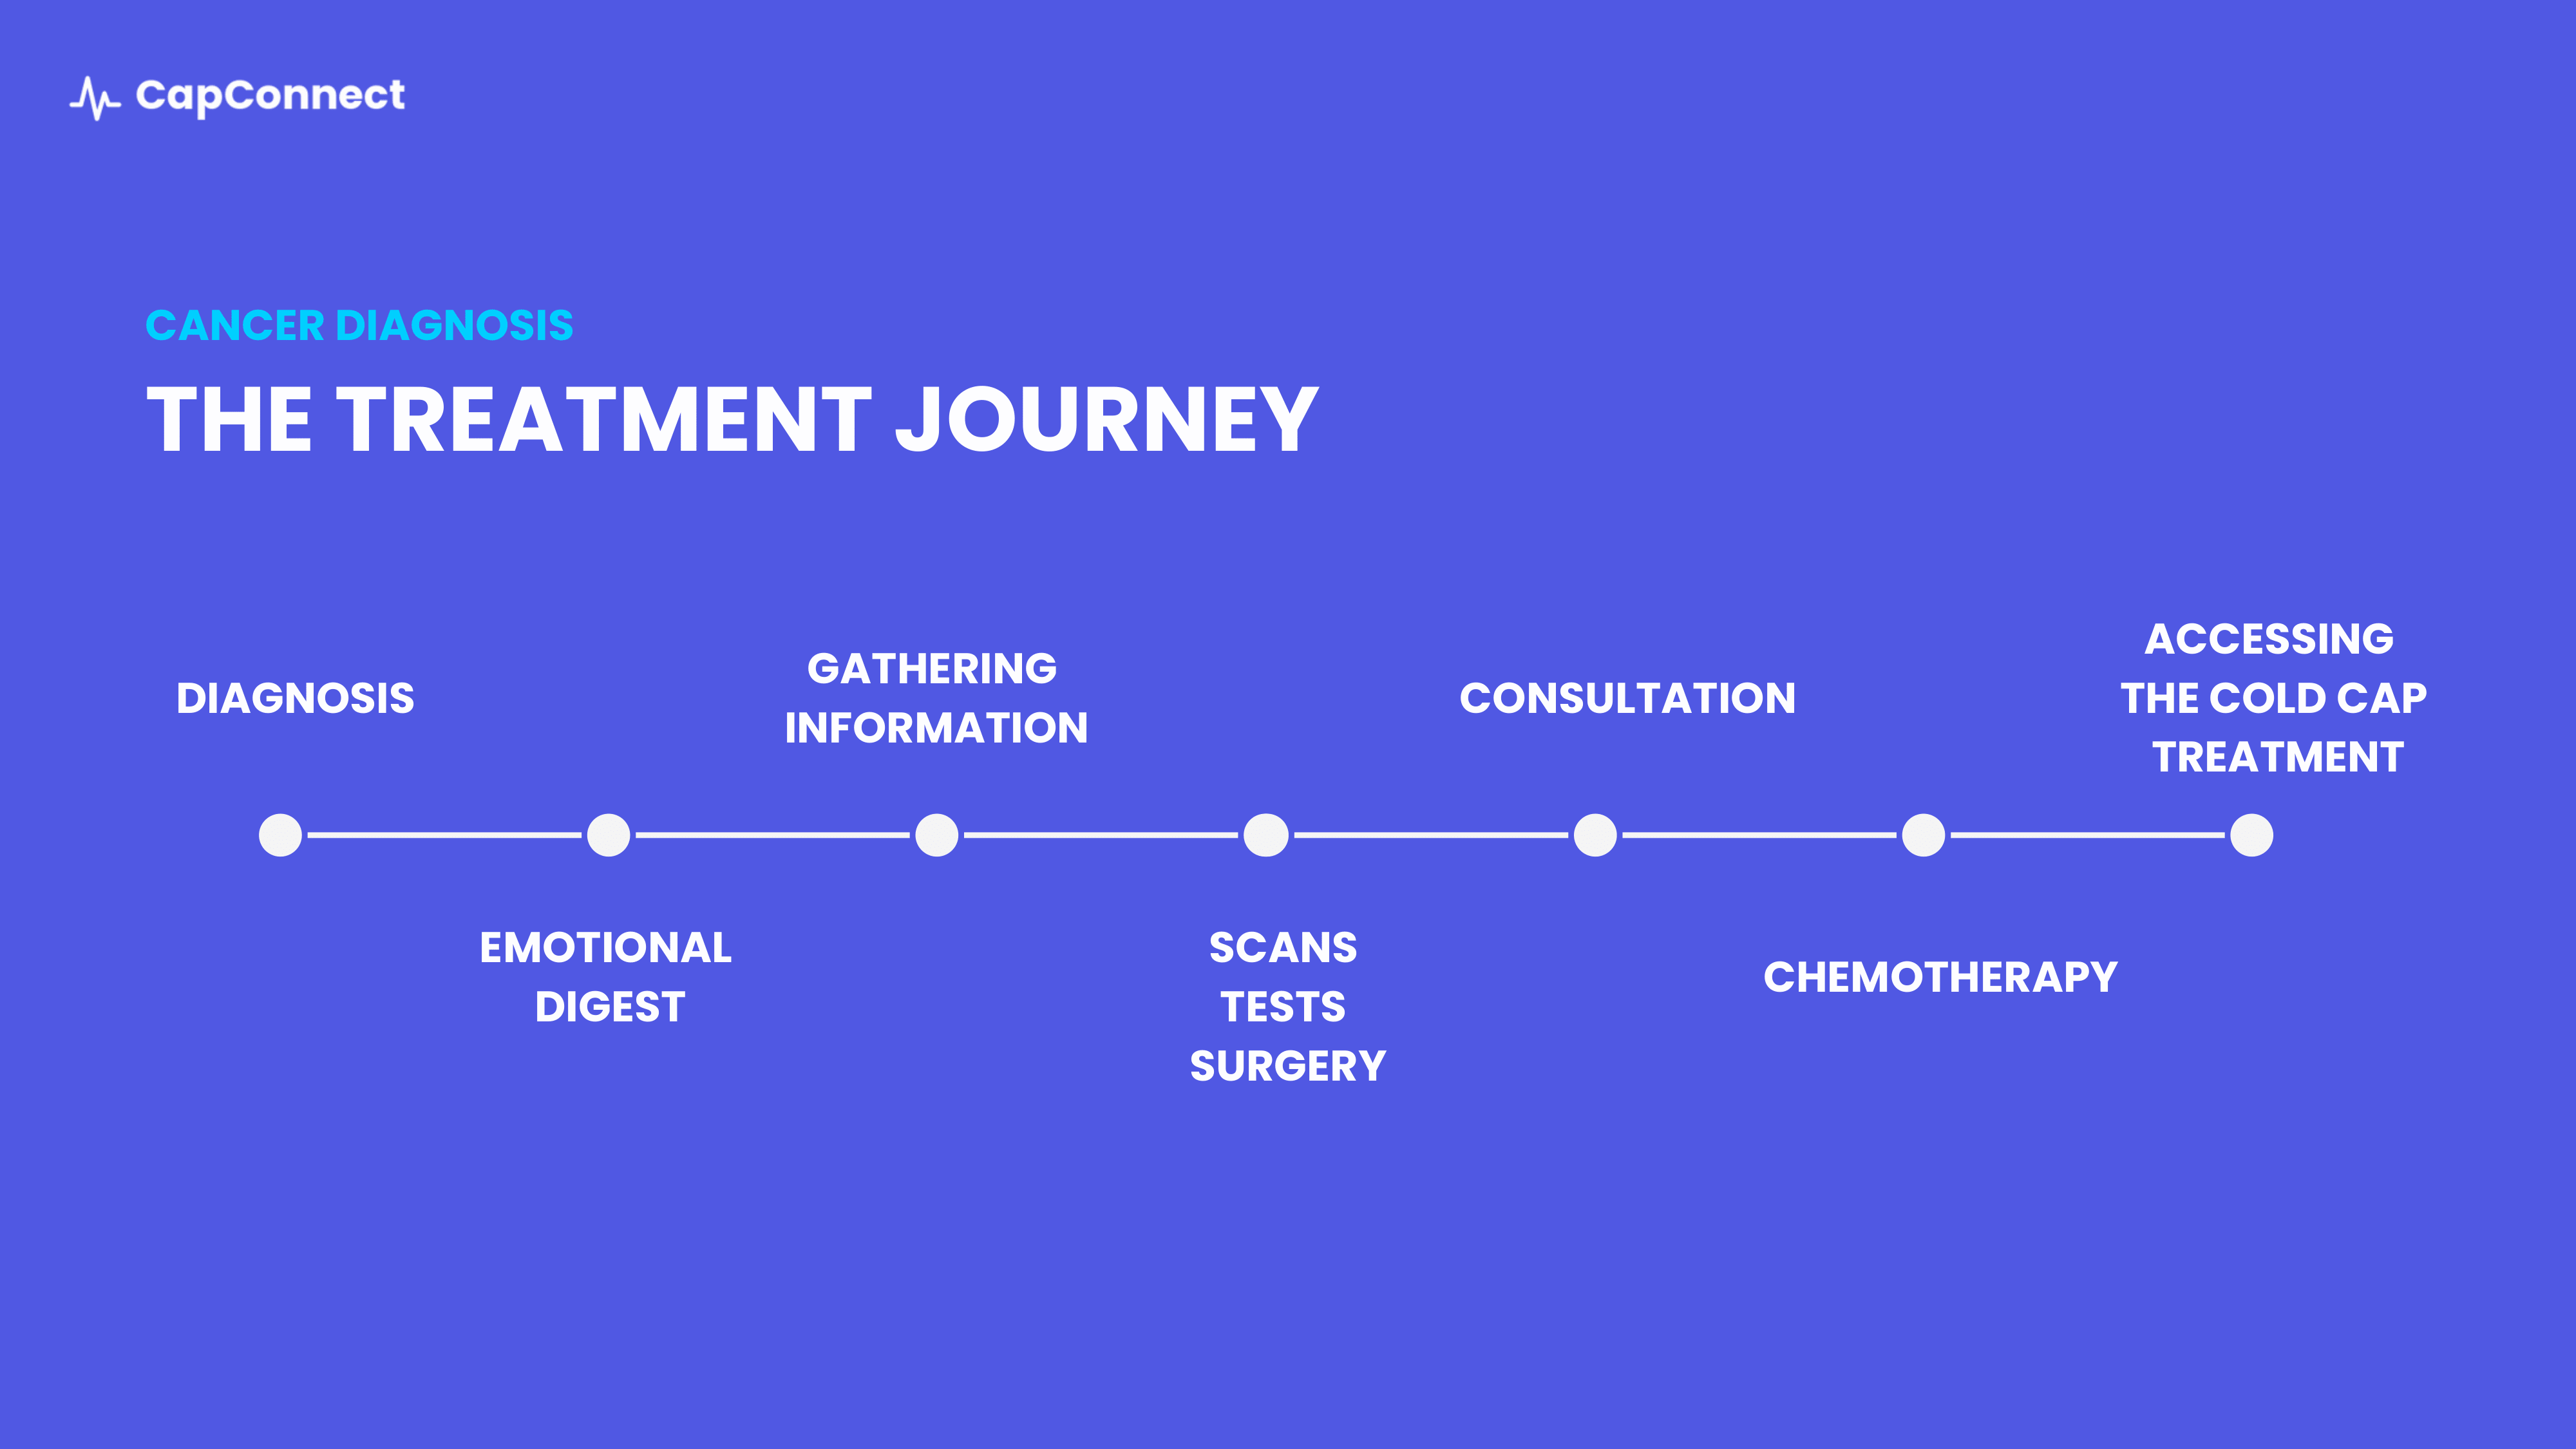 CapConnect
CANCER DIAGNOSIS
THE TREATMENT JOURNEY
DIAGNOSIS
EMOTIONAL
DIGEST
GATHERING
INFORMATION
SCANS
TESTS
SURGERY
CONSULTATION
CHEMOTHERAPY
ACCESSING
THE COLD CAP
TREATMENT